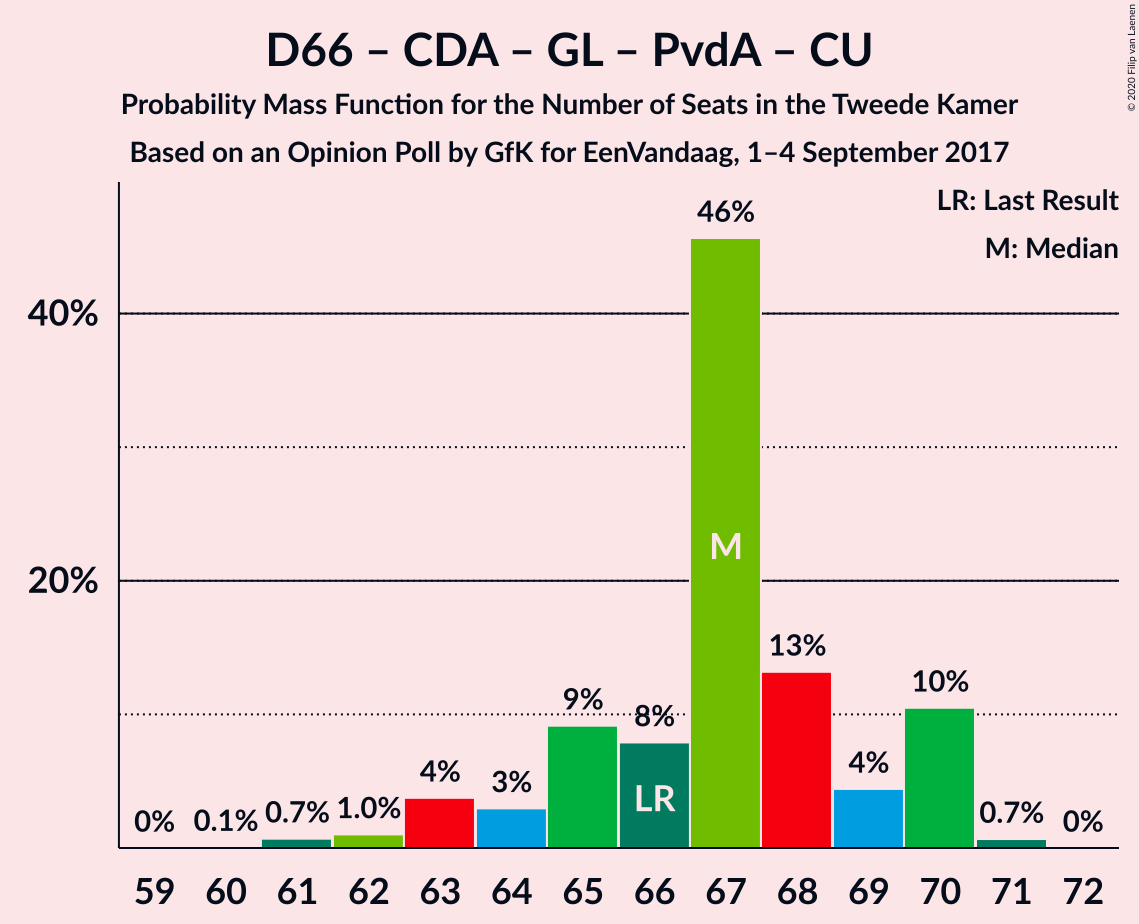 D66 – CDA – GL – PvdA – CU
Probability Mass Function for the Number of Seats in the Tweede Kamer
Based on an Opinion Poll by GfK for EenVandaag, 1–4 September 2017
© 2020 Filip van Laenen
LR: Last Result
M: Median
40%
20%
0%
0.1%
0.7%
1.0%
4%
3%
9%
8%
46%
13%
4%
10%
0.7%
0%
LR
M
59 60 61 62 63 64 65 66 67 68 69 70 71 72